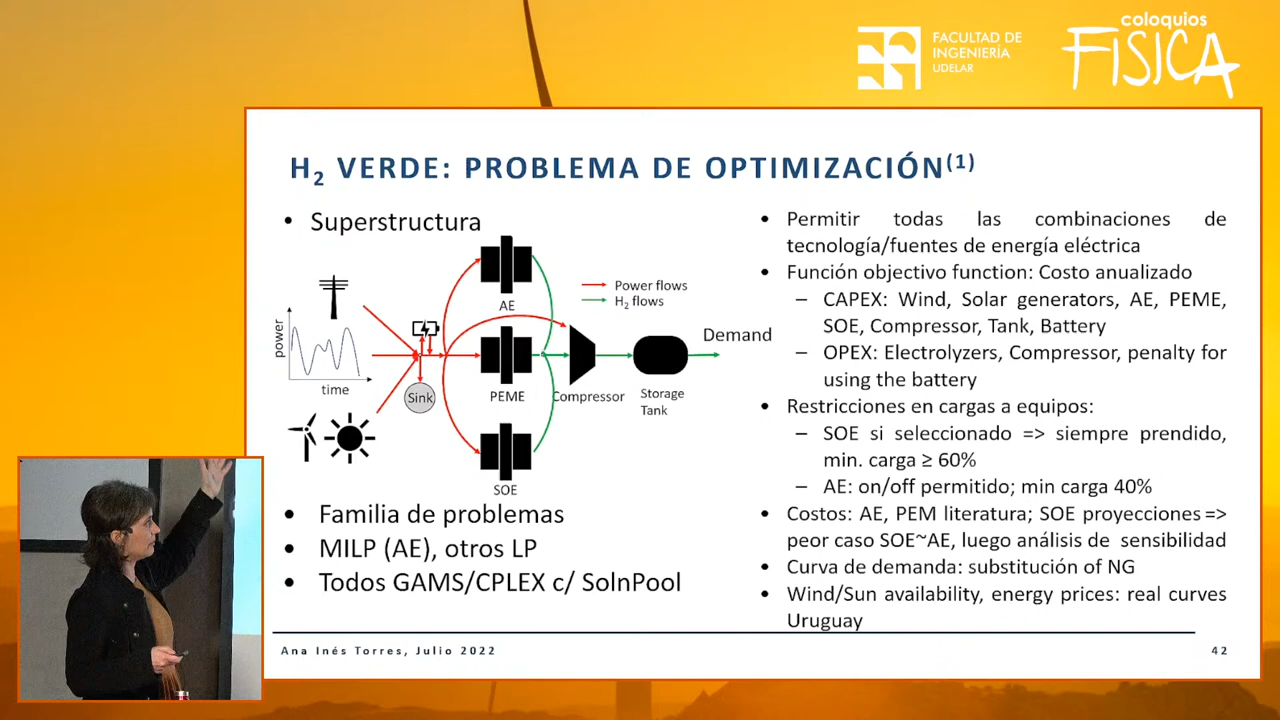 coloquios
FISICA
FACULTAD DE
INGENIERÍA
UDELAR
H2 VERDE: PROBLEMA DE OPTIMIZACIÓN(1)
• Superstructura
power
time
Sink
AE
PEME
SOE
Power flows
H2 flows
Compressor
Storage
Tank
Demand
• Familia de problemas
• MILP (AE), otros LP
• Todos GAMS/CPLEX c/ SolnPool
• Permitir todas las combinaciones de
tecnología/fuentes de energía eléctrica
• Función objectivo function: Costo anualizado
– CAPEX: Wind, Solar generators, AE, PEME,
SOE, Compressor, Tank, Battery
– OPEX: Electrolyzers, Compressor, penalty for
using the battery
• Restricciones en cargas a equipos:
– SOE si seleccionado => siempre prendido,
min. carga ≥ 60%
– AE: on/off permitido; min carga 40%
• Costos: AE, PEM literatura; SOE proyecciones =>
peor caso SOE~AE, luego análisis de sensibilidad
• Curva de demanda: substitución of NG
• Wind/Sun availability, energy prices: real curves
Uruguay
Ana Inés Torres, Julio 2022
42